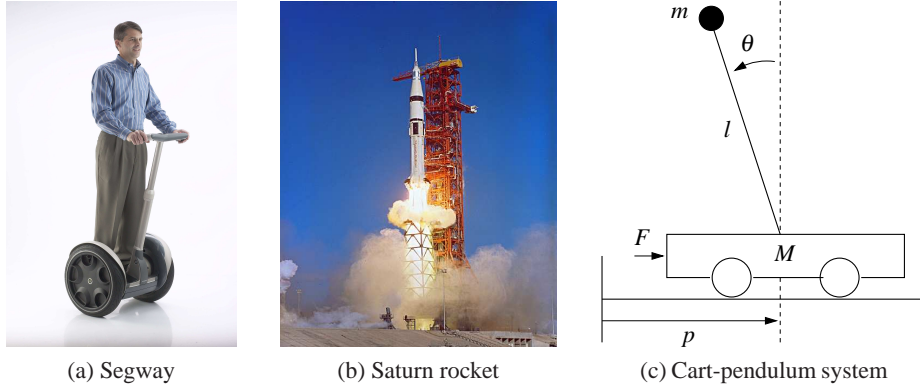 m
θ
l
F
M
p
(a) Segway
(b) Saturn rocket
(c) Cart-pendulum system